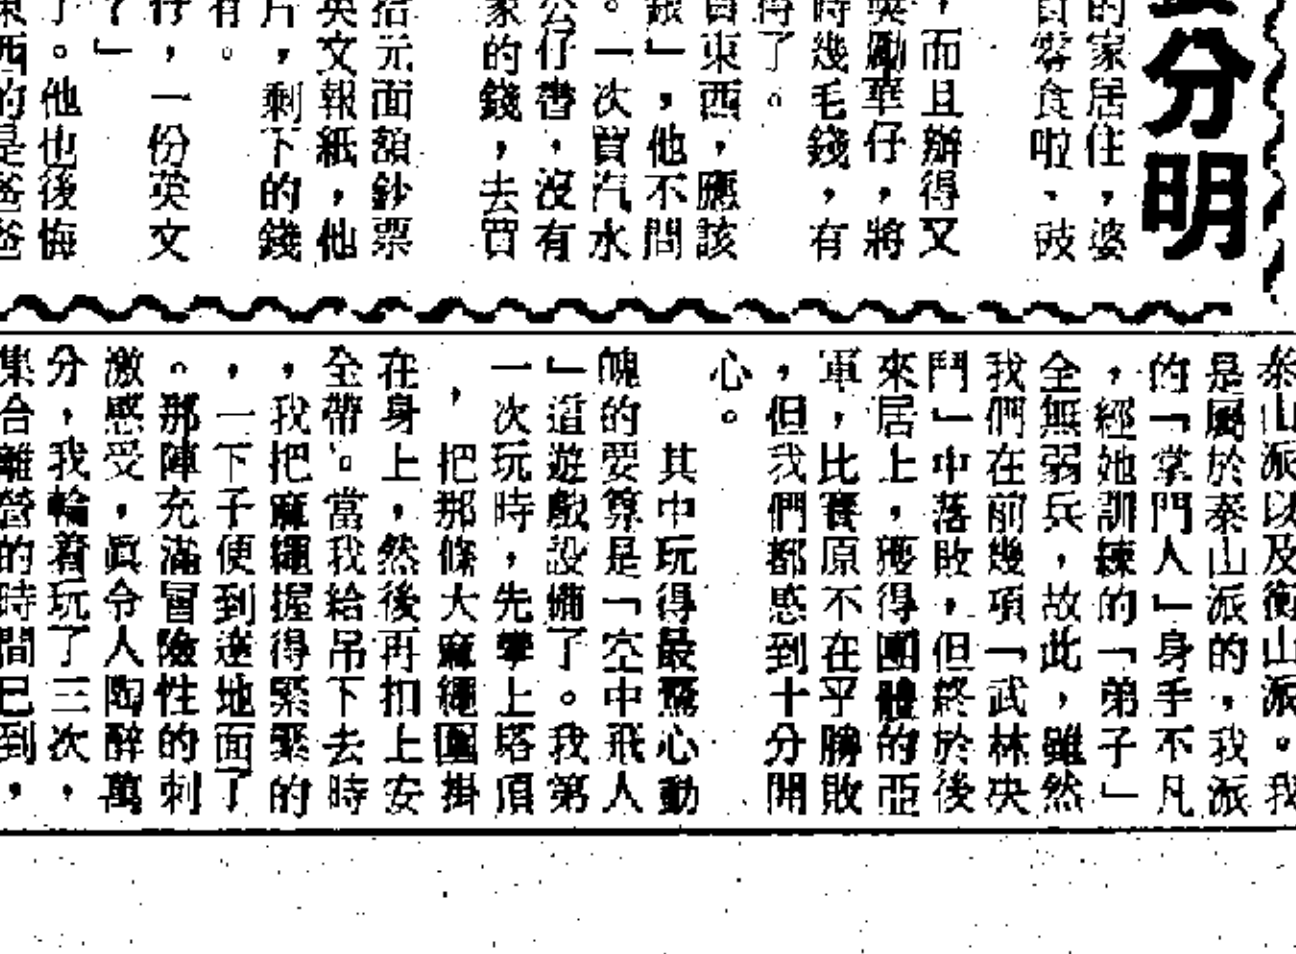 分明
的家居住，婆
零食啦、豉
，而且辦得又
獎勵華仔，將
時幾毛錢，有
得了。
買東西，應該
錢」，他不問
。一次買汽水
公仔書，沒有
家的錢，去買
拾元面額鈔票
英文報紙，他
片，剩下的錢
有。
仔，一份英文
？」
了。他也後悔
東西的是爸爸
泰山派以及衡山派。我
是屬於泰山派的，我派
的「掌門人」身手不凡
，經她訓練的「弟子」
全無弱兵，故此，雖然
我們在前幾項「武林決
鬥」中落敗，但終於後
來居上，獲得團體的亞
軍，比賽原不在乎勝敗
，但我們都感到十分開
心。
其中玩得最驚心動
魄的要算是「空中飛人
」這遊戲設備了。我第
一次玩時，先攀上塔頂
，把那條大麻繩圈掛
在身上，然後再扣上安
全帶。當我給吊下去時
，我把麻繩握得緊緊的
，一下子便到達地面了
。那陣充滿冒險性的刺
激感受，眞令人陶醉萬
分，我輪着玩了三次，
集合離營的時間已到，